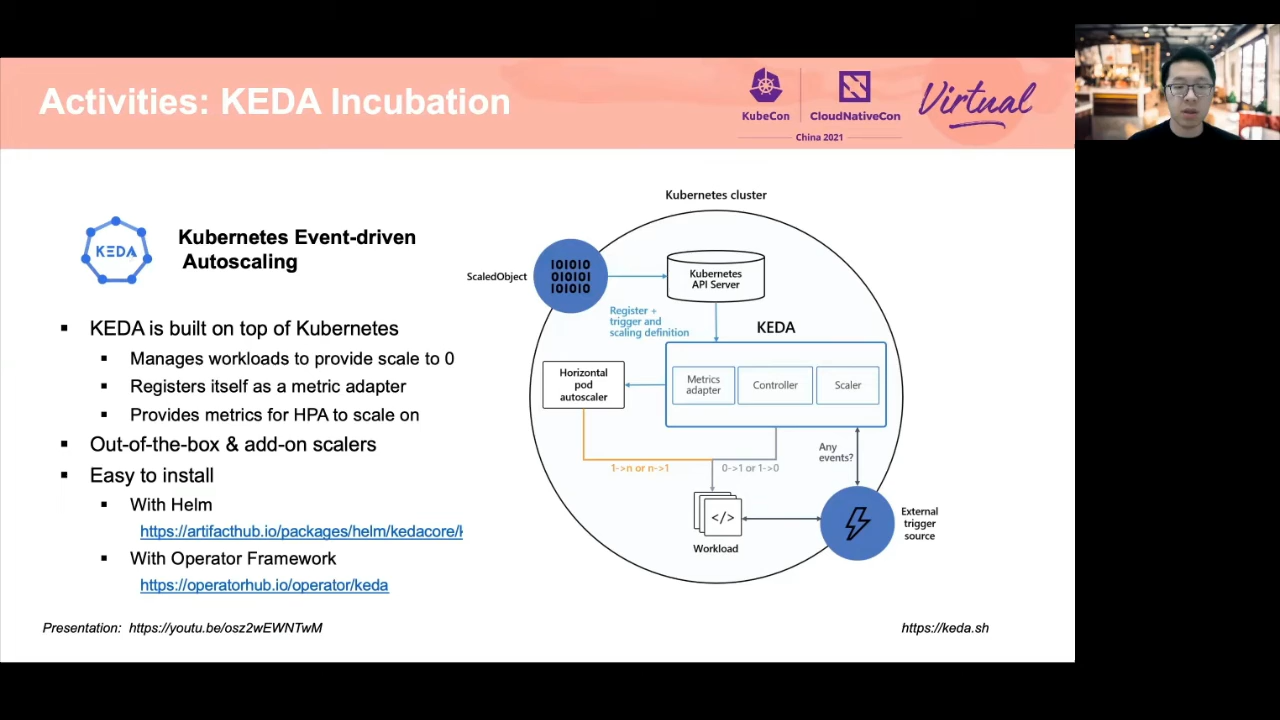 Activities: KEDA Incubation
KubeCon
CloudNativeCon
Virtual
China 2021
KEDA
Kubernetes Event-driven
Autoscaling
▪ KEDA is built on top of Kubernetes
▪ Manages workloads to provide scale to 0
▪ Registers itself as a metric adapter
▪ Provides metrics for HPA to scale on
▪ Out-of-the-box & add-on scalers
▪ Easy to install
▪ With Helm
https://artifacthub.io/packages/helm/kedacore/k
▪ With Operator Framework
https://operatorhub.io/operator/keda
Kubernetes cluster
ScaledObject
10101
010101
101010
Kubernetes
API Server
Register +
trigger and
scaling definition
KEDA
Horizontal
pod
autoscaler
Metrics
adapter
Controller
Scaler
Any
events?
1->n or n->1
0->1 or 1->0
</>
Workload
External
trigger
source
Presentation: https://youtu.be/osz2wEWNTwM
https://keda.sh